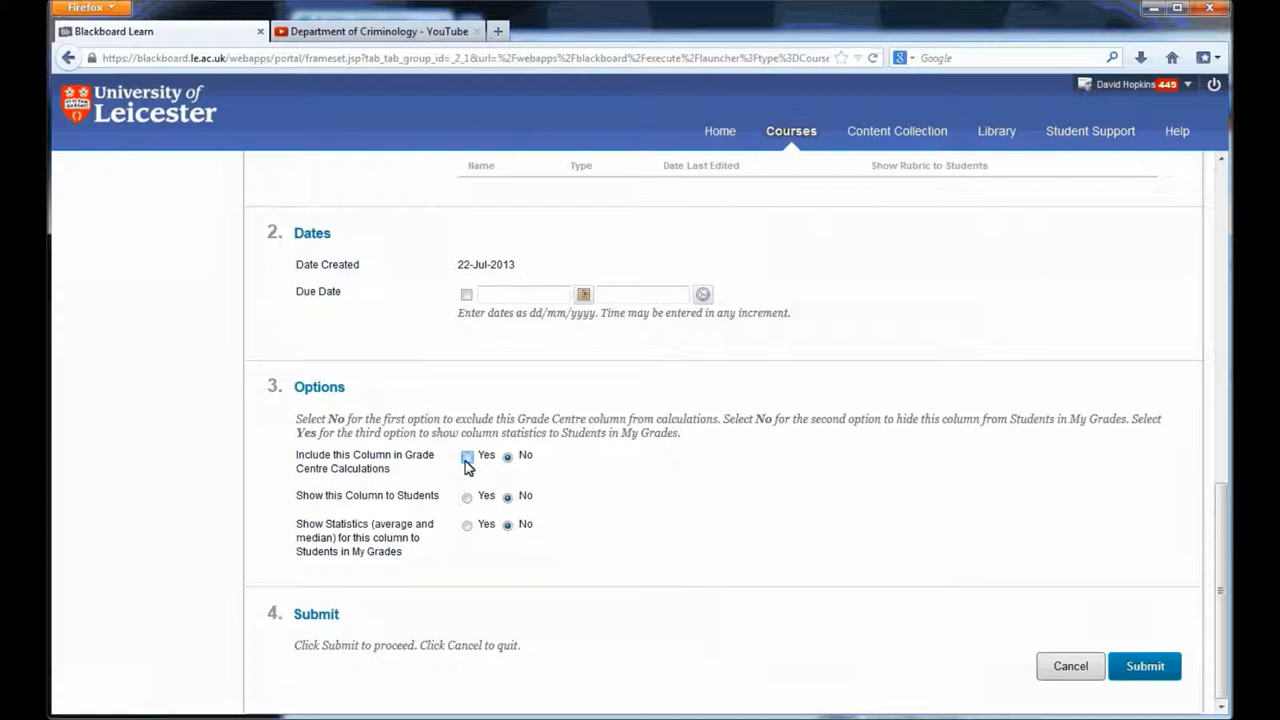 Firefox
Blackboard Learn
Department of Criminology - YouTube
https://blackboard.le.ac.uk/webapps/portal/frameset.jsp?tab_tab_group_id=_2_1&url=%2Fwebapps%2Fblackboard%2Fexecute%2Flauncher%3Ftype%3DCourse
Google
University of
Leicester
David Hopkins 449
Home Courses Content Collection Library Student Support Help
Name Type Date Last Edited Show Rubric to Students
2. Dates
Date Created 22-Jul-2013
Due Date
Enter dates as dd/mm/yyyy. Time may be entered in any increment.
3. Options
Select No for the first option to exclude this Grade Centre column from calculations. Select No for the second option to hide this column from Students in My Grades. Select
Yes for the third option to show column statistics to Students in My Grades.
Include this Column in Grade Yes No
Centre Calculations
Show this Column to Students Yes No
Show Statistics (average and Yes No
median) for this column to
Students in My Grades
4. Submit
Click Submit to proceed. Click Cancel to quit.
Cancel Submit